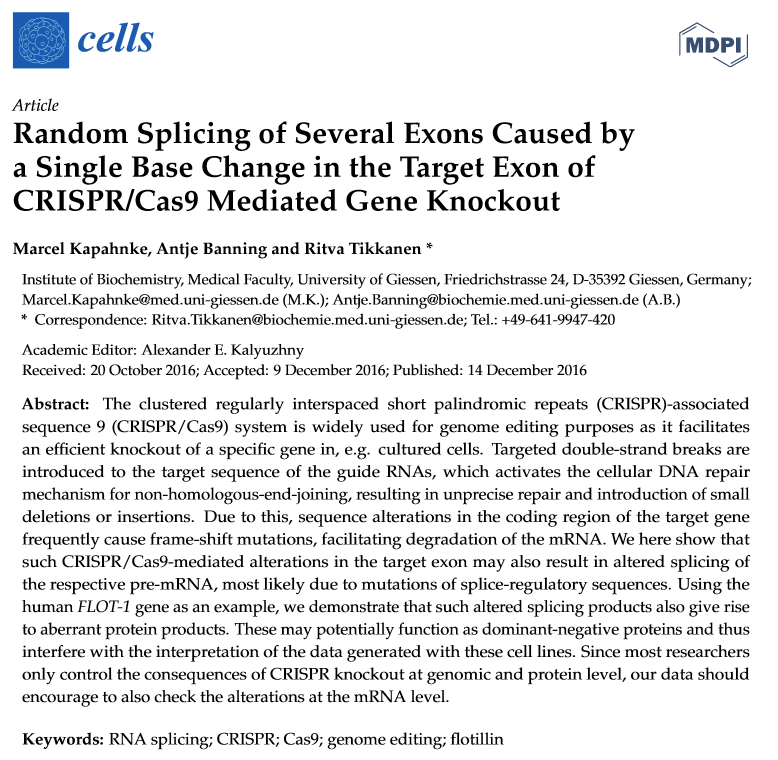 cells
MDPI
Article
Random Splicing of Several Exons Caused by
a Single Base Change in the Target Exon of
CRISPR/Cas9 Mediated Gene Knockout
Marcel Kapahnke, Antje Banning and Ritva Tikkanen *
Institute of Biochemistry, Medical Faculty, University of Giessen, Friedrichstrasse 24, D-35392 Giessen, Germany;
Marcel.Kapahnke@med.uni-giessen.de (M.K.); Antje.Banning@biochemie.med.uni-giessen.de (A.B.)
* Correspondence: Ritva.Tikkanen@biochemie.med.uni-giessen.de; Tel.: +49-641-9947-420
Academic Editor: Alexander E. Kalyuzhny
Received: 20 October 2016; Accepted: 9 December 2016; Published: 14 December 2016
Abstract: The clustered regularly interspaced short palindromic repeats (CRISPR)-associated
sequence 9 (CRISPR/Cas9) system is widely used for genome editing purposes as it facilitates
an efficient knockout of a specific gene in, e.g. cultured cells. Targeted double-strand breaks are
introduced to the target sequence of the guide RNAs, which activates the cellular DNA repair
mechanism for non-homologous-end-joining, resulting in unprecise repair and introduction of small
deletions or insertions. Due to this, sequence alterations in the coding region of the target gene
frequently cause frame-shift mutations, facilitating degradation of the mRNA. We here show that
such CRISPR/Cas9-mediated alterations in the target exon may also result in altered splicing of
the respective pre-mRNA, most likely due to mutations of splice-regulatory sequences. Using the
human FLOT-1 gene as an example, we demonstrate that such altered splicing products also give rise
to aberrant protein products. These may potentially function as dominant-negative proteins and thus
interfere with the interpretation of the data generated with these cell lines. Since most researchers
only control the consequences of CRISPR knockout at genomic and protein level, our data should
encourage to also check the alterations at the mRNA level.
Keywords: RNA splicing; CRISPR; Cas9; genome editing; flotillin